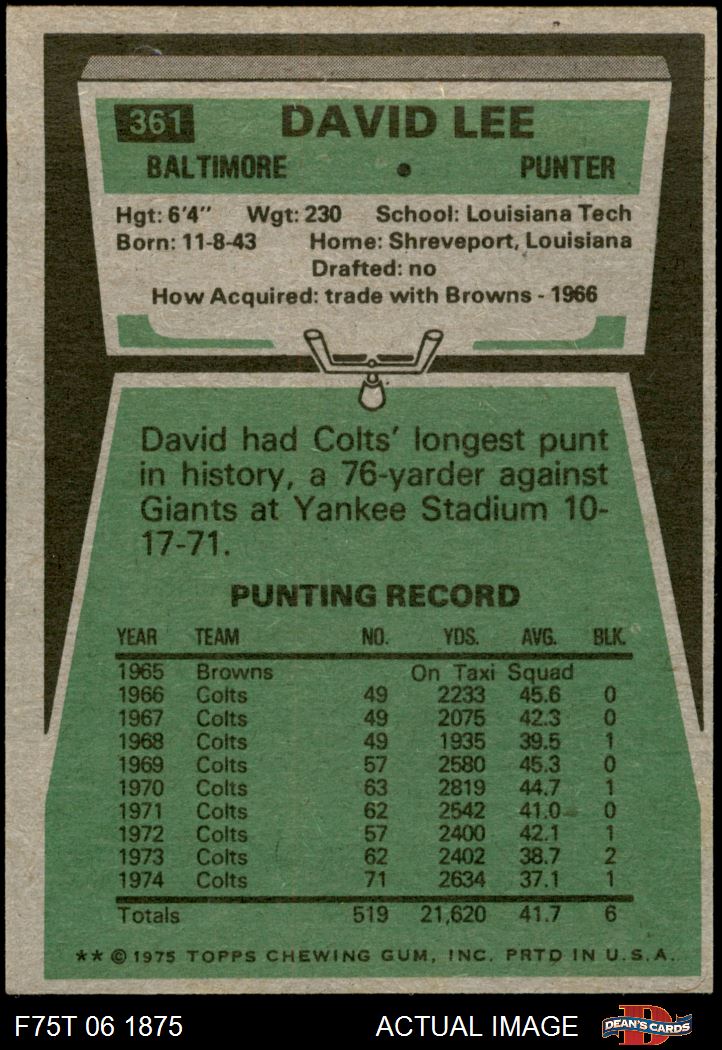 361 DAVID LEE
BALTIMORE • PUNTER
Hgt: 6'4" Wgt: 230 School: Louisiana Tech
Born: 11-8-43 Home: Shreveport, Louisiana
Drafted: no
How Acquired: trade with Browns - 1966
David had Colts' longest punt
in history, a 76-yarder against
Giants at Yankee Stadium 10-
17-71.
PUNTING RECORD
YEAR TEAM NO. YDS. AVG. BLK.
1965 Browns On Taxi Squad
1966 Colts 49 2233 45.6 0
1967 Colts 49 2075 42.3 0
1968 Colts 49 1935 39.5 1
1969 Colts 57 2580 45.3 0
1970 Colts 63 2819 44.7 1
1971 Colts 62 2542 41.0 0
1972 Colts 57 2400 42.1 1
1973 Colts 62 2402 38.7 2
1974 Colts 71 2634 37.1 1
Totals 519 21,620 41.7 6
** © 1975 TOPPS CHEWING GUM, INC. PRTD IN U.S.A.
F75T 06 1875 ACTUAL IMAGE DEAN'S CARDS